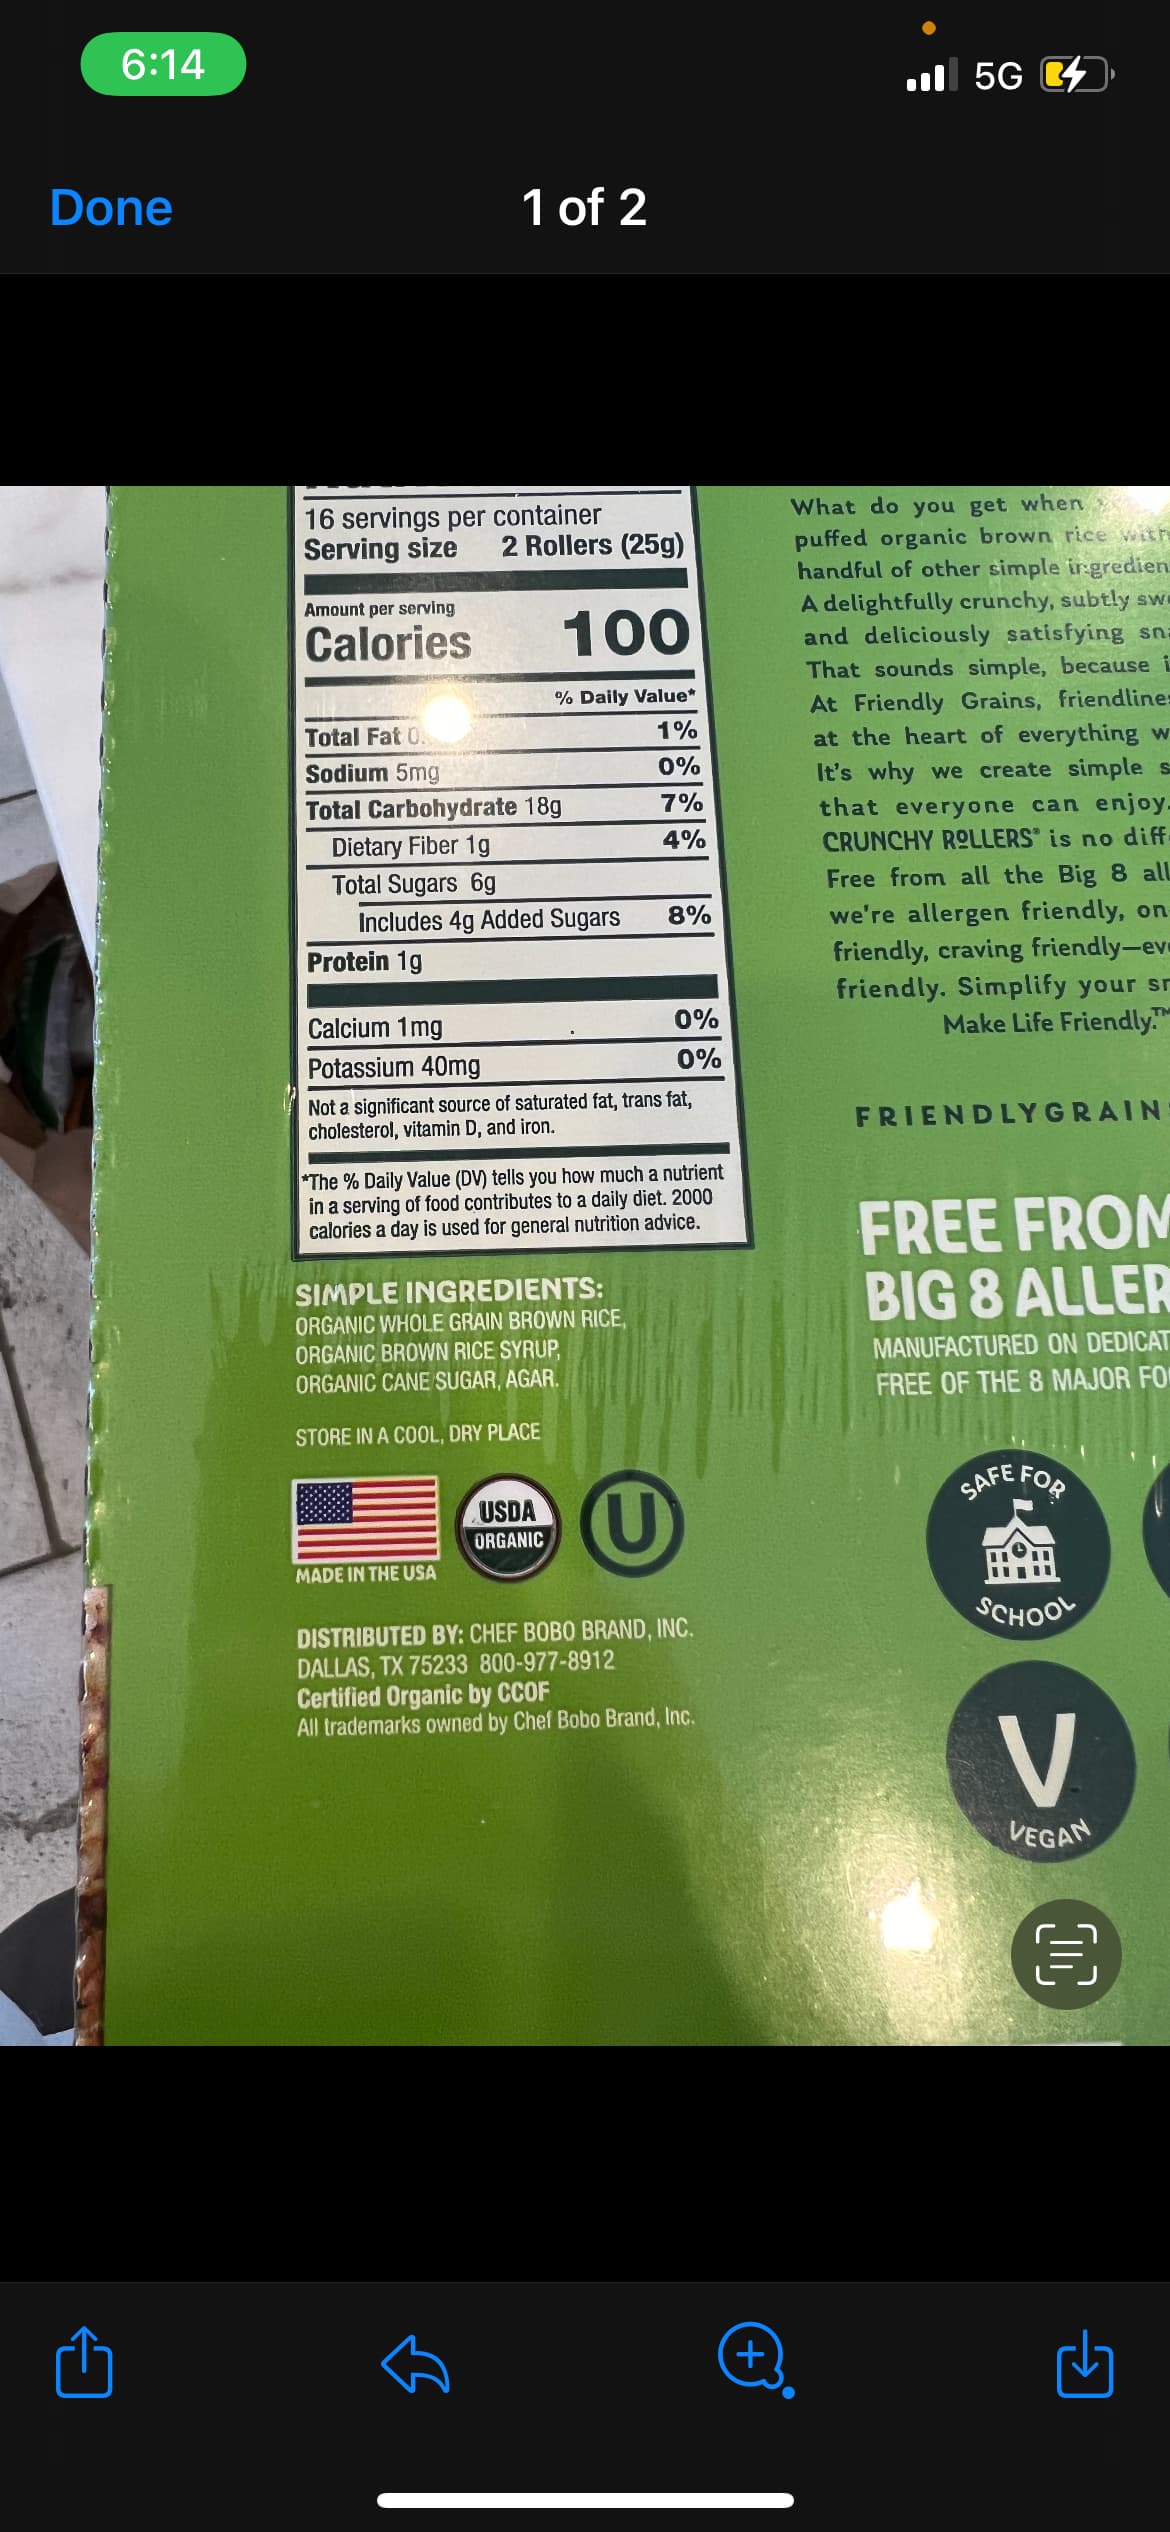 6:14
5G
Done
1 of 2
16 servings per container
Serving size 2 Rollers (25g)
Amount per serving
Calories 100
% Daily Value*
Total Fat 0. 1%
Sodium 5mg 0%
Total Carbohydrate 18g 7%
Dietary Fiber 1g 4%
Total Sugars 6g
Includes 4g Added Sugars 8%
Protein 1g
Calcium 1mg 0%
Potassium 40mg 0%
Not a significant source of saturated fat, trans fat,
cholesterol, vitamin D, and iron.
*The % Daily Value (DV) tells you how much a nutrient
in a serving of food contributes to a daily diet. 2000
calories a day is used for general nutrition advice.
SIMPLE INGREDIENTS:
ORGANIC WHOLE GRAIN BROWN RICE,
ORGANIC BROWN RICE SYRUP,
ORGANIC CANE SUGAR, AGAR.
STORE IN A COOL, DRY PLACE
MADE IN THE USA
USDA
ORGANIC
U
DISTRIBUTED BY: CHEF BOBO BRAND, INC.
DALLAS, TX 75233 800-977-8912
Certified Organic by CCOF
All trademarks owned by Chef Bobo Brand, Inc.
What do you get when
puffed organic brown rice
handful of other simple
A delightfully crunchy, subtly
and deliciously satisfying
That sounds simple, because
At Friendly Grains,
at the heart of everything
It's why we create simple
that everyone can enjoy.
CRUNCHY ROLLERS® is no
Free from all the Big 8
we're allergen friendly,
friendly, craving friendly—
friendly. Simplify your
Make Life Friendly.™
FRIENDLYGRAIN
FREE FROM
BIG 8
MANUFACTURED ON
FREE OF THE 8 MAJOR
SAFE FOR
SCHOOL
V
VEGAN